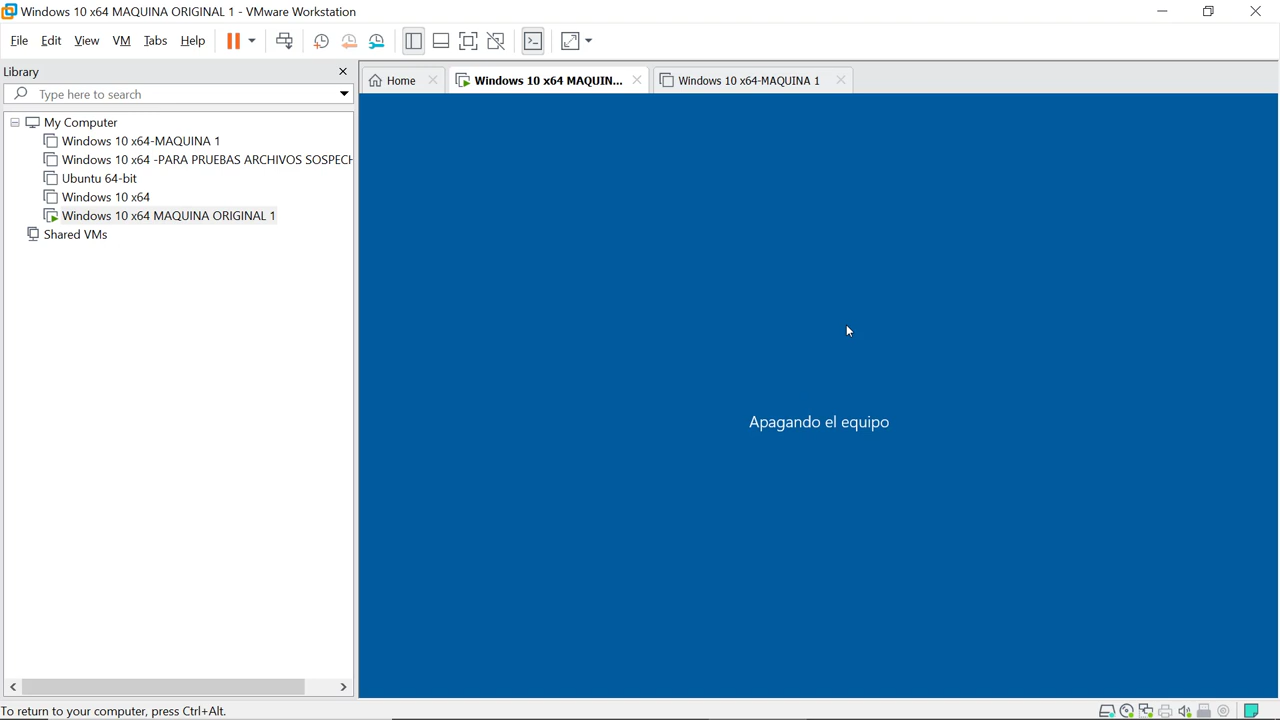 Windows 10 x64 MAQUINA ORIGINAL 1 - VMware Workstation
File Edit View VM Tabs Help
Library
Type here to search
My Computer
Windows 10 x64-MAQUINA 1
Windows 10 x64 -PARA PRUEBAS ARCHIVOS SOSPECH
Ubuntu 64-bit
Windows 10 x64
Windows 10 x64 MAQUINA ORIGINAL 1
Shared VMs
Home
Windows 10 x64 MAQUIN...
Windows 10 x64-MAQUINA 1
Apagando el equipo
To return to your computer, press Ctrl+Alt.